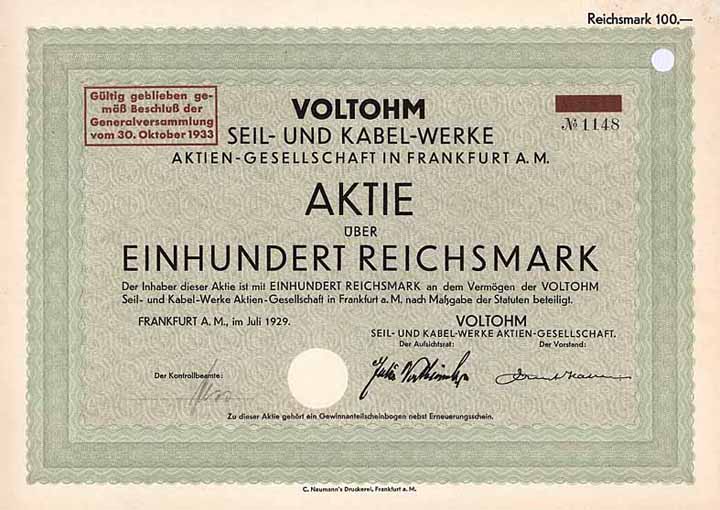 Reichsmark 100.—
Gültig geblieben ge-
mäß Beschluß der
Generalversammlung
vom 30. Oktober 1933
VOLTOHM
SEIL- UND KABEL-WERKE
№ 1148
AKTIEN-GESELLSCHAFT IN FRANKFURT A. M.
AKTIE
ÜBER
EINHUNDERT REICHSMARK
Der Inhaber dieser Aktie ist mit EINHUNDERT REICHSMARK an dem Vermögen der VOLTOHM
Seil- und Kabel-Werke Aktien-Gesellschaft in Frankfurt a. m. nach Maßgabe der Statuten beteiligt.
FRANKFURT A. M., im Juli 1929.
VOLTOHM
SEIL- UND KABEL-WERKE AKTIEN-GESELLSCHAFT.
Der Aufsichtsrat:
Der Vorstand:
Der Kontrollbeamte:
Zu dieser Aktie gehört ein Gewinnanteilscheinbogen nebst Erneuerungsschein.
C. Naumann's Druckerei, Frankfurt a. M.